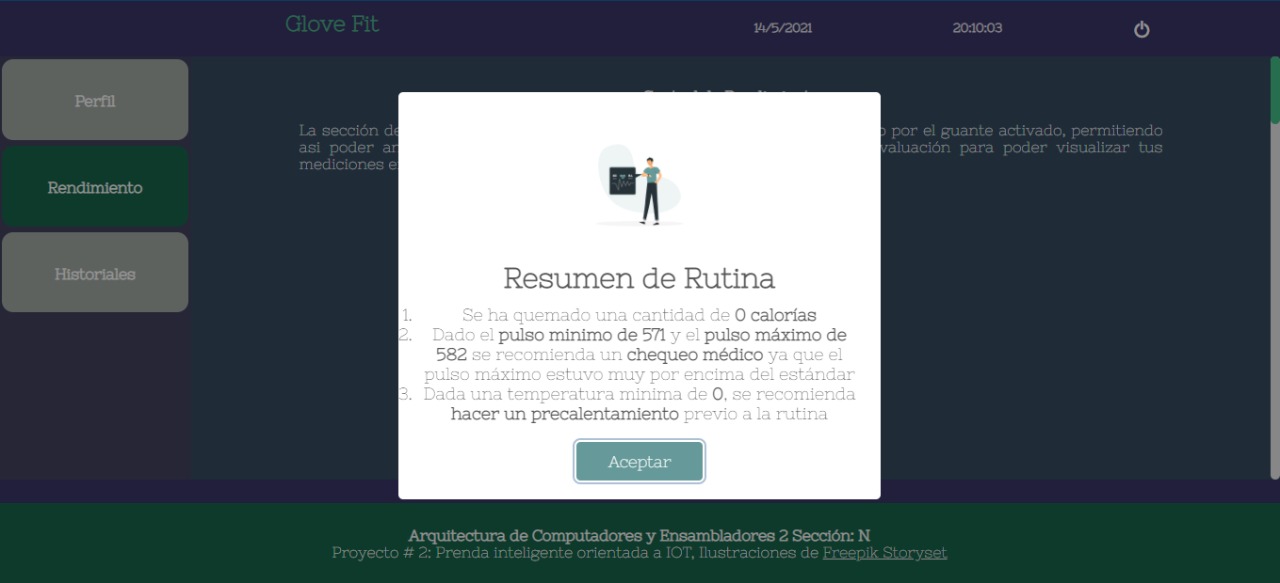 Glove Fit
14/5/2021
20:10:03
Perfil
Rendimiento
Historiales
La sección de
por el guante activado, permitiendo
asi poder
valuación para poder visualizar tus
mediciones
Resumen de Rutina
1. Se ha quemado una cantidad de 0 calorías
2. Dado el pulso minimo de 571 y el pulso máximo de
582 se recomienda un chequeo médico ya que el
pulso máximo estuvo muy por encima del estándar
3. Dada una temperatura minima de 0, se recomienda
hacer un precalentamiento previo a la rutina
Aceptar
Arquitectura de Computadores y Ensambladores 2 Sección: N
Proyecto # 2: Prenda inteligente orientada a IOT, Ilustraciones de Freepik Storyset